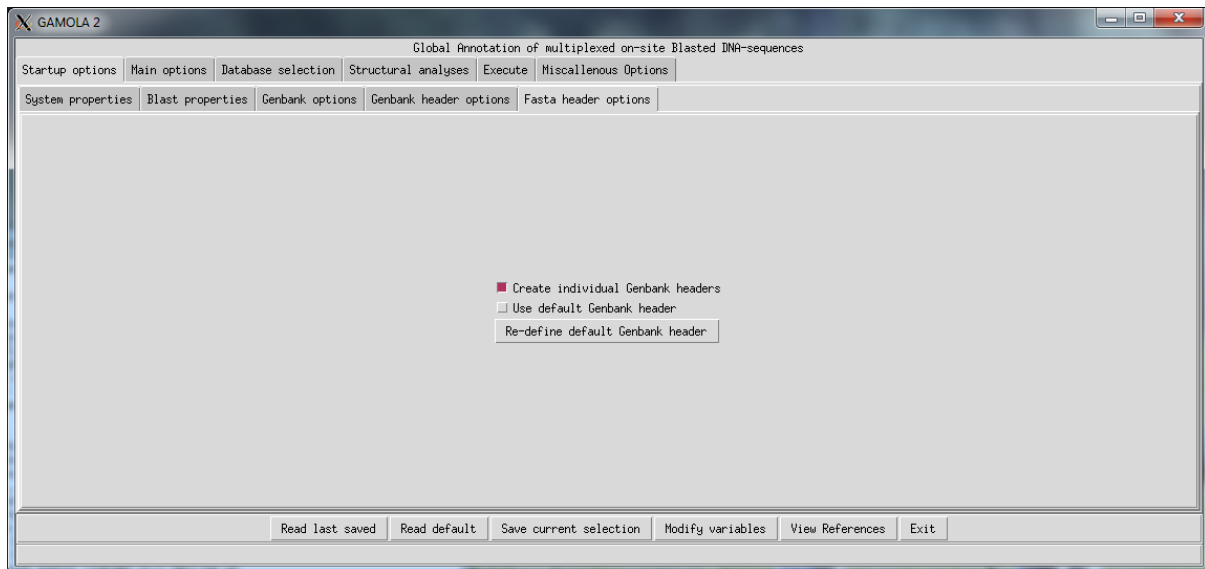 GAMOLA 2
Global Annotation of multiplexed on-site Blasted DNA-sequences
Startup options Main options Database selection Structural analyses Execute Miscallenous Options
System properties Blast properties Genbank options Genbank header options Fasta header options
Create individual Genbank headers
Use default Genbank header
Re-define default Genbank header
Read last saved Read default Save current selection Modify variables View References Exit